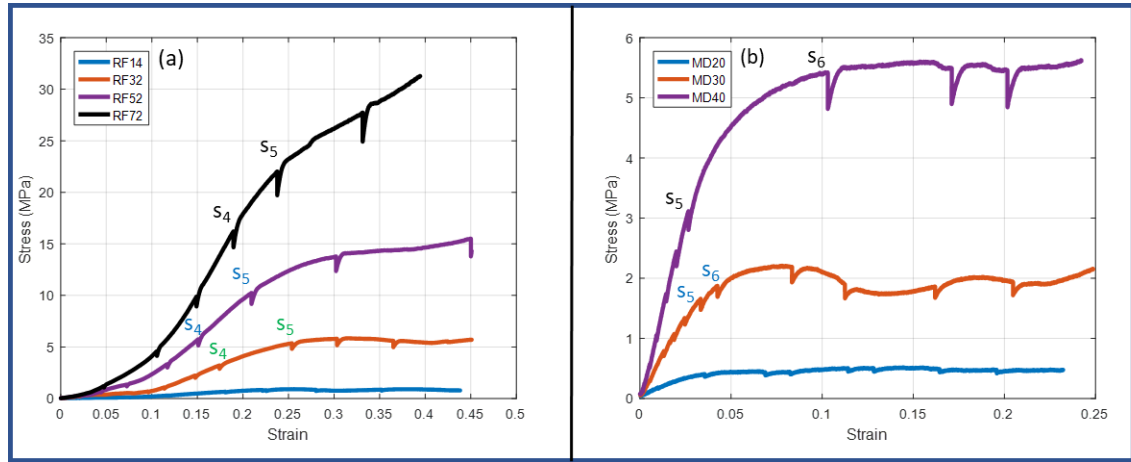 (a)
RF14
RF32
RF52
RF72
35
30
25
20
15
10
5
0
Stress (MPa)
s4
s5
s4
s5
s4
s5
0 0.05 0.1 0.15 0.2 0.25 0.3 0.35 0.4 0.45 0.5
Strain
(b)
MD20
MD30
MD40
6
5
4
3
2
1
0
Stress (MPa)
s6
s5
s6
s5
0 0.05 0.1 0.15 0.2 0.25
Strain